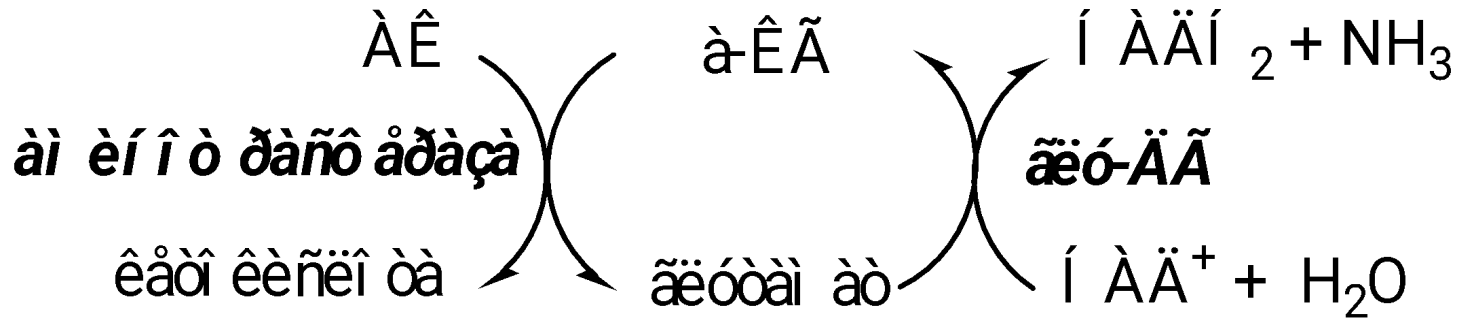 ÀÊ à-ÊÃ Í ÀÄÍ 2 + NH3
àì èí î ò ðàñô åðàçà ãëó-ÄÃ
êåòî êèñëî òà ãëóòàì àò Í ÀÄ+ + H2O